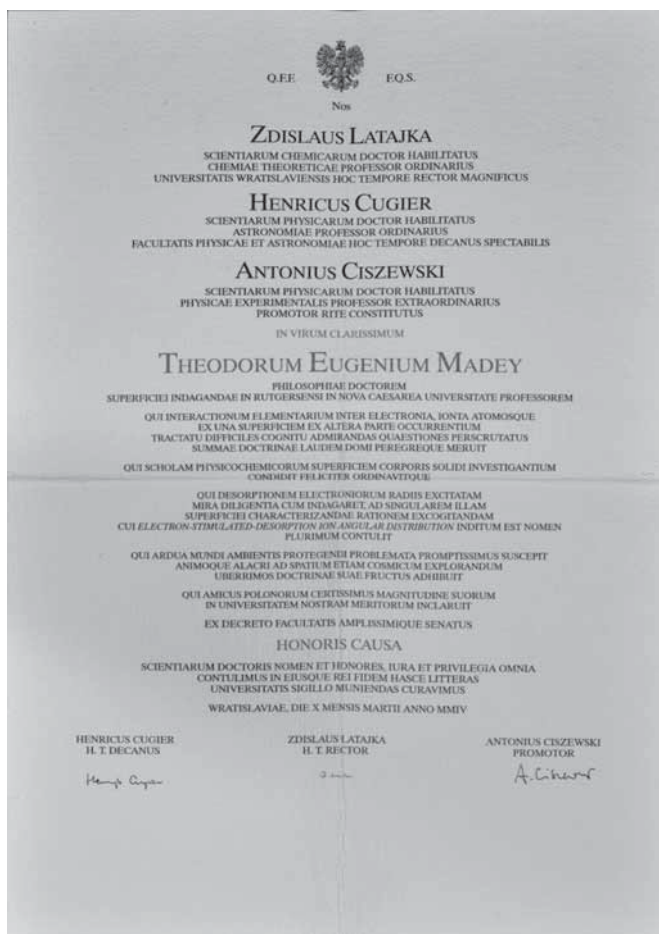 Q.F.F. F.Q.S.
Nos
ZDISLAUS LATAJKA
SCIENTIARUM CHEMICARUM DOCTOR HABILITATUS
CHEMIAE THEORETICAE PROFESSOR ORDINARIUS
UNIVERSITATIS WRATISLAVIENSIS HOC TEMPORE RECTOR MAGNIFICUS
HENRICUS CUGIER
SCIENTIARUM PHYSICARUM DOCTOR HABILITATUS
ASTRONOMIAE PROFESSOR ORDINARIUS
FACULTATIS PHYSICAE ET ASTRONOMIAE HOC TEMPORE DECANUS SPECTABILIS
ANTONIUS CISZEWSKI
SCIENTIARUM PHYSICARUM DOCTOR HABILITATUS
PHYSICAE EXPERIMENTALIS PROFESSOR EXTRAORDINARIUS
PROMOTOR RITE CONSTITUTUS
IN VIRUM CLARISSIMUM
THEODORUM EUGENIUM MADEY
PHILOSOPHIAE DOCTOREM
SUPERFICIEI INDAGANDAE IN RUTGERSENSI IN NOVA CAESAREA UNIVERSITATE PROFESSOREM
QUI INTERACTIONUM ELEMENTARIUM INTER ELECTRONIA, IONTA ATOMOSQUE
EX UNA SUPERFICIEM EX ALTERA PARTE OCCURRENTIUM
TRACTATU DIFFICILES COGNITU ADMIRANDAS QUAESTIONES PERSCRUTATUS
SUMMAE DOCTRINAE LAUDEM DOMI PEREGREQUE MERUIT
QUI SCHOLAM PHYSICOCHEMICORUM SUPERFICIEM CORPORIS SOLIDI INVESTIGANTIUM
CONDIDIT FELICITER ORDINAVITQUE
QUI DESORPTIONEM ELECTRONIORUM RADIIS EXCITATAM
MIRA DILIGENTIA CUM INDAGARET, AD SINGULAREM ILLAM
SUPERFICIEI CHARACTERIZANDAE RATIONEM EXCOGITANDAM
CUI ELECTRON-STIMULATED-DESORPTION ION ANGULAR DISTRIBUTION INDITUM EST NOMEN
PLURIMUM CONTULIT
QUI ARDUA MUNDI AMBIENTIS PROTEGENDI PROBLEMATA PROMPTISSIMUS SUSCEPIT
ANIMOQUE ALACRI AD SPATIUM ETIAM COSMICUM EXPLORANDUM
UBERRIMOS DOCTRINAE SUAE FRUCTUS ADHIBUIT
QUI AMICUS POLONORUM CERTISSIMUS MAGNITUDINE SUORUM
IN UNIVERSITATEM NOSTRAM MERITORUM INCLARUIT
EX DECRETO FACULTATIS AMPLISSIMIQUE SENATUS
HONORIS CAUSA
SCIENTIARUM DOCTORIS NOMEN ET HONORES, IURA ET PRIVILEGIA OMNIA
CONTULIMUS IN EIUSQUE REI FIDEM HASCE LITTERAS
UNIVERSITATIS SIGILLO MUNIENDAS CURAVIMUS
WRATISLAVIAE, DIE X MENSIS MARTII ANNO MMIV
HENRICUS CUGIER
H. T. DECANUS
ZDISLAUS LATAJKA
H. T. RECTOR
ANTONIUS CISZEWSKI
PROMOTOR